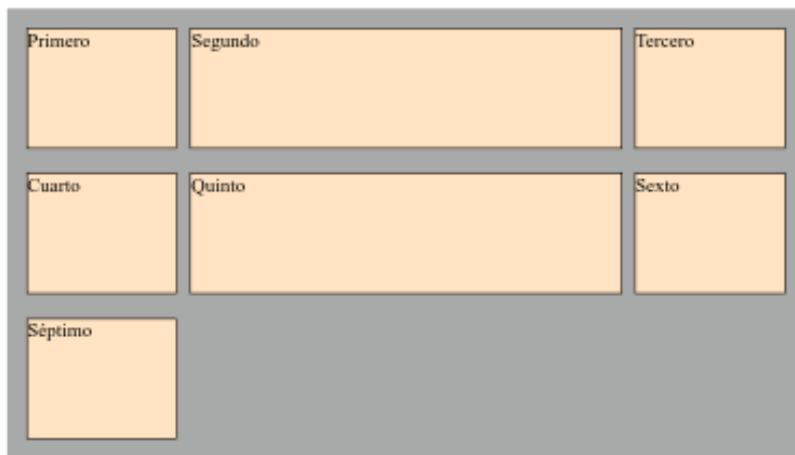 Primero
Segundo
Tercero
Cuarto
Quinto
Sexto
Séptimo